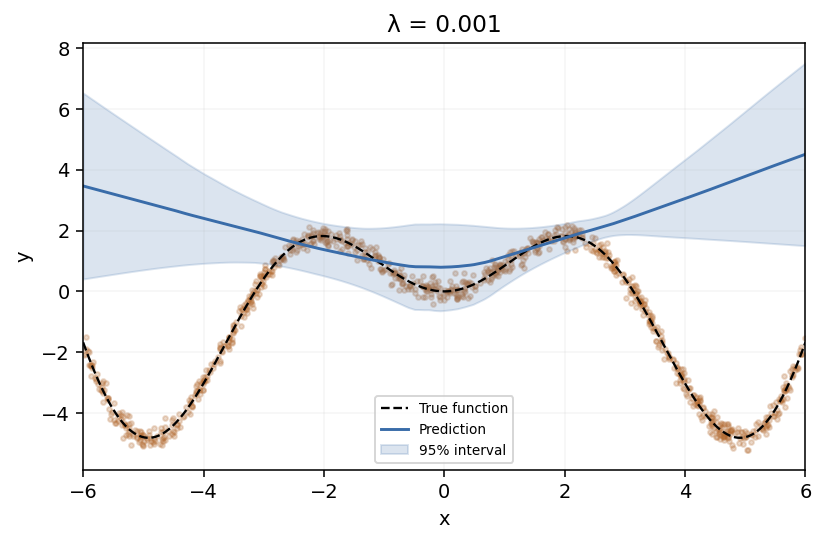 λ = 0.001
y
8
6
4
2
0
−2
−4
True function
Prediction
95% interval
−6
−4
−2
0
2
4
6
x